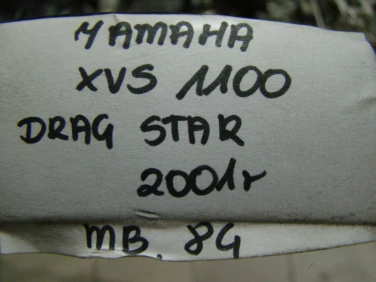 YAMAHA
XVS 1100
DRAG STAR
2001r
MB. 84